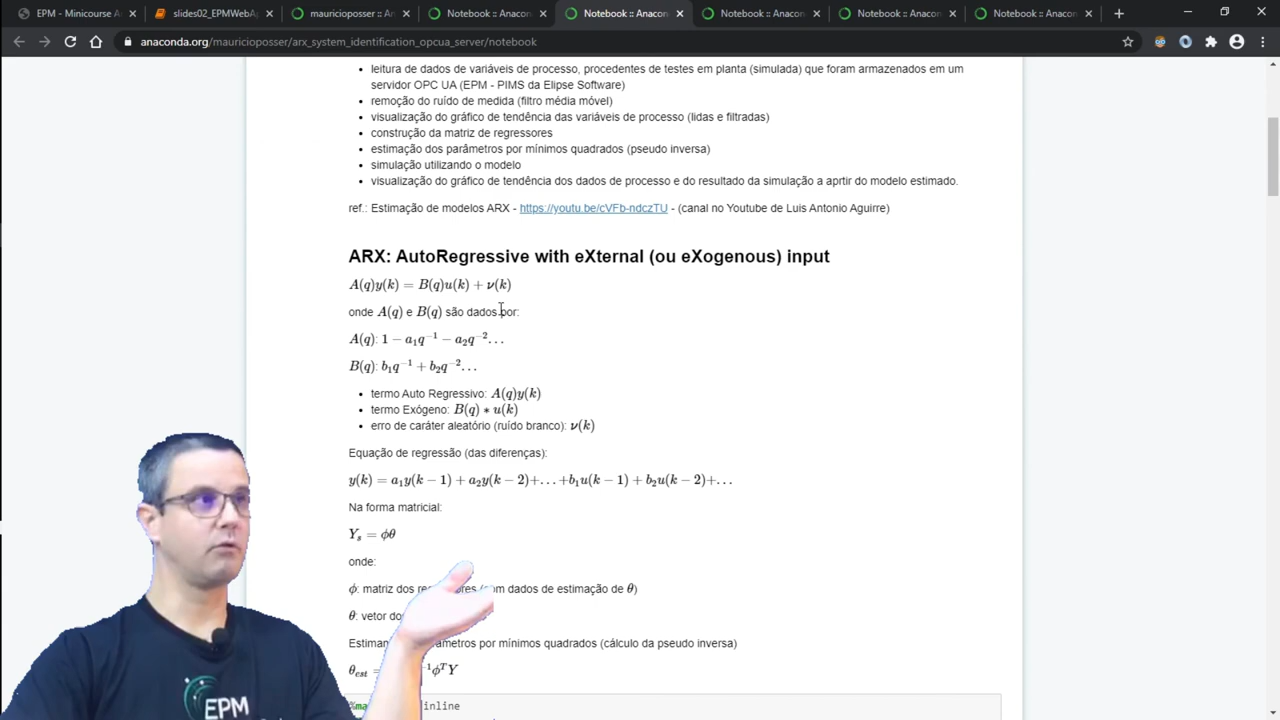 EPM - Minicourse A
slides02_EPMWebA
mauricioposser :: A
Notebook :: Anacon
Notebook :: Anacon
Notebook :: Anacon
Notebook :: Anacon
Notebook :: Anacon
anaconda.org/mauricioposser/arx_system_identification_opcua_server/notebook
• leitura de dados de variáveis de processo, procedentes de testes em planta (simulada) que foram armazenados em um
servidor OPC UA (EPM - PIMS da Elipse Software)
• remoção do ruído de medida (filtro média móvel)
• visualização do gráfico de tendência das variáveis de processo (lidas e filtradas)
• construção da matriz de regressores
• estimação dos parâmetros por mínimos quadrados (pseudo inversa)
• simulação utilizando o modelo
• visualização do gráfico de tendência dos dados de processo e do resultado da simulação a aprtir do modelo estimado.
ref.: Estimação de modelos ARX - https://youtu.be/cVFb-ndczTU - (canal no Youtube de Luis Antonio Aguirre)
ARX: AutoRegressive with eXternal (ou eXogenous) input
A(q)y(k) = B(q)u(k) + ν(k)
onde A(q) e B(q) são dados por:
A(q): 1 − a₁q⁻¹ − a₂q⁻²…
B(q): b₁q⁻¹ + b₂q⁻²…
• termo Auto Regressivo: A(q)y(k)
• termo Exógeno: B(q) ∗ u(k)
• erro de caráter aleatório (ruído branco): ν(k)
Equação de regressão (das diferenças):
y(k) = a₁y(k − 1) + a₂y(k − 2)+…+b₁u(k − 1) + b₂u(k − 2)+…
Na forma matricial:
Yₛ = ϕθ
onde:
ϕ: matriz dos dados de estimação de θ)
θ: vetor
por mínimos quadrados (cálculo da pseudo inversa)
θest = ⁻¹ϕᵀY
inline
EPM